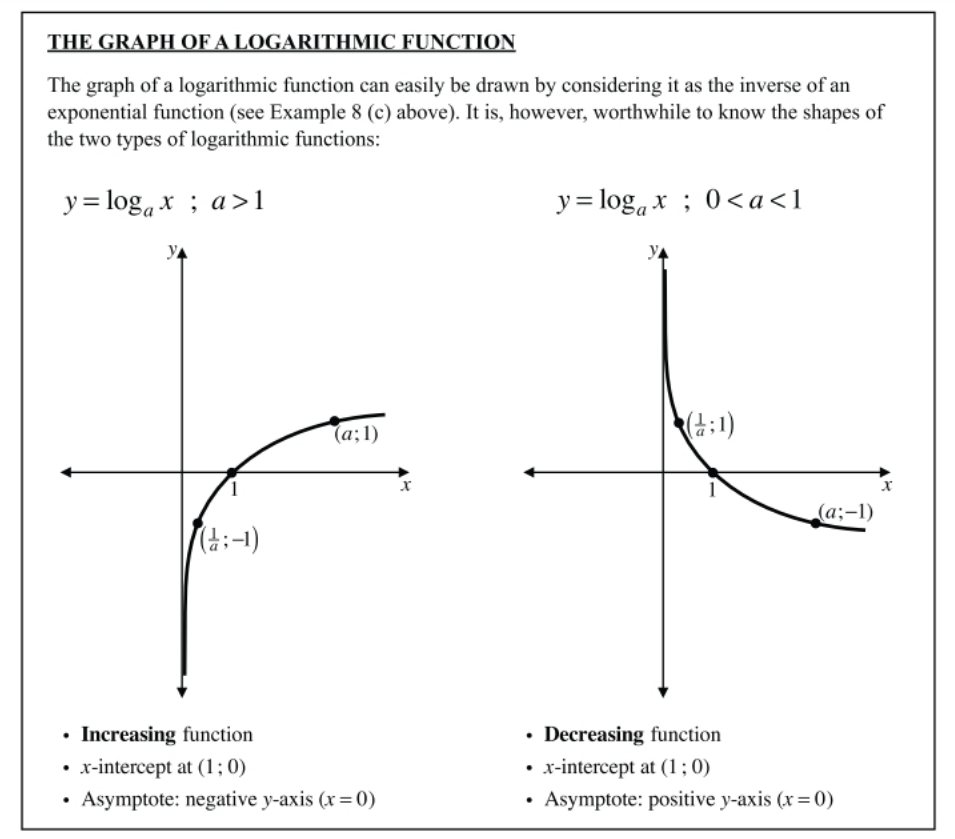 THE GRAPH OF A LOGARITHMIC FUNCTION
The graph of a logarithmic function can easily be drawn by considering it as the inverse of an
exponential function (see Example 8 (c) above). It is, however, worthwhile to know the shapes of
the two types of logarithmic functions:
y = logₐ x ; a > 1
y
(a; 1)
1
x
(1/a ; –1)
• Increasing function
• x-intercept at (1 ; 0)
• Asymptote: negative y-axis (x = 0)
y = logₐ x ; 0 < a < 1
y
(1/a ; 1)
1
x
(a; –1)
• Decreasing function
• x-intercept at (1 ; 0)
• Asymptote: positive y-axis (x = 0)